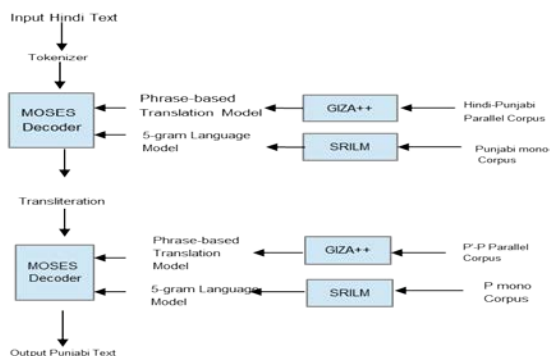 Input Hindi Text
Tokenizer
MOSES
Decoder
Phrase-based
Translation Model
5-gram Language
Model
GIZA++
SRILM
Hindi-Punjabi
Parallel Corpus
Punjabi mono
Corpus
Transliteration
MOSES
Decoder
Phrase-based
Translation
Model
5-gram Language
Model
GIZA++
SRILM
P'-P Parallel
Corpus
P mono
Corpus
Output Punjabi Text